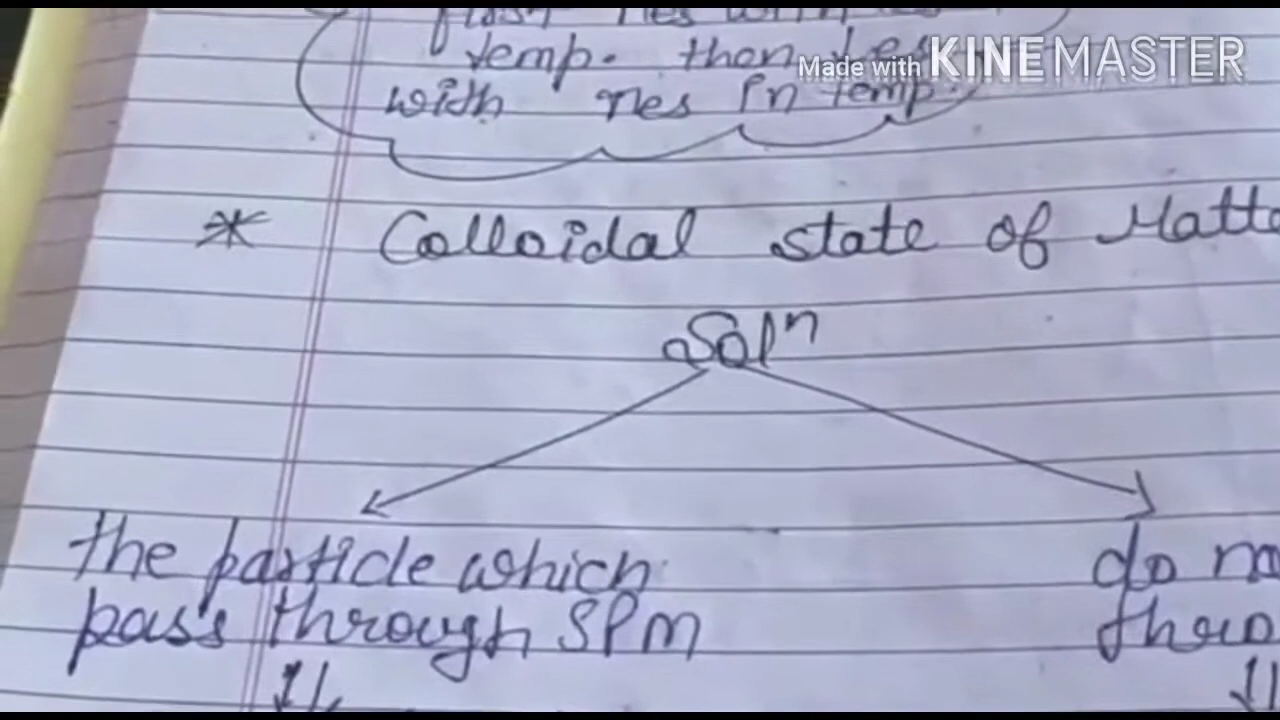 temp. then
Made with KINEMASTER
with in temp.
* Colloidal state of Matte
Solⁿ
the particle which
pass through SPM
do no
thro